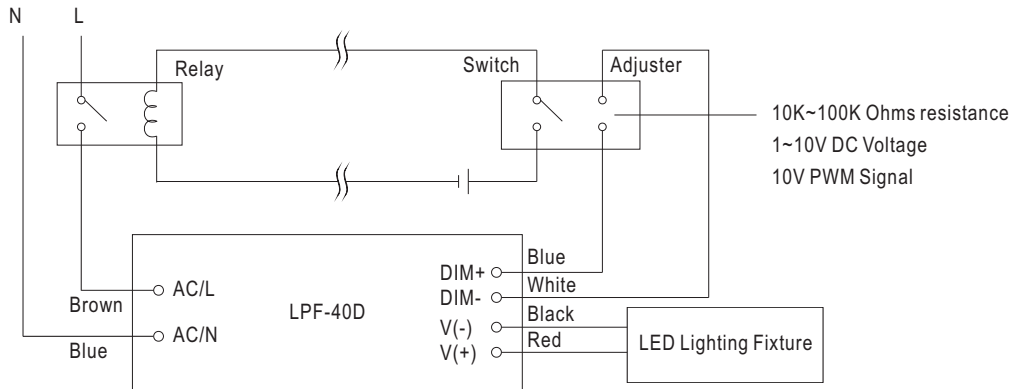 N L
Relay
Switch
Adjuster
10K~100K Ohms resistance
1~10V DC Voltage
10V PWM Signal
Brown
Blue
AC/L
AC/N
LPF-40D
DIM+
DIM-
V(-)
V(+)
Blue
White
Black
Red
LED Lighting Fixture